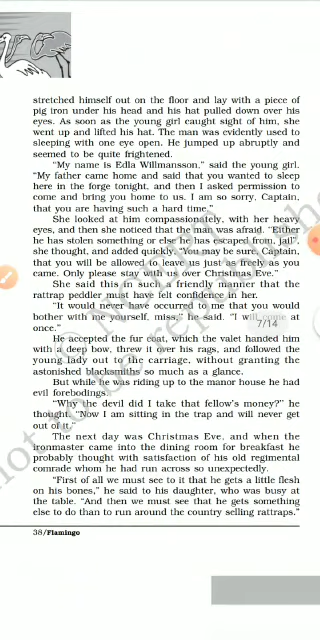 stretched himself out on the floor and lay with a piece of
pig iron under his head and his hat pulled down over his
eyes. As soon as the young girl caught sight of him, she
went up and lifted his hat. The man was evidently used to
sleeping with one eye open. He jumped up abruptly and
seemed to be quite frightened.
"My name is Edla Willmansson," said the young girl.
"My father came home and said that you wanted to sleep
here in the forge tonight, and then I asked permission to
come and bring you home to us. I am so sorry, Captain,
that you are having such a hard time."
She looked at him compassionately, with her heavy
eyes, and then she noticed that the man was afraid. "Either
he has stolen something or else he has escaped from, jail",
she thought, and added quickly, "You may be sure, Captain,
that you will be allowed to leave us just as freely as you
came. Only please stay with us over Christmas Eve."
She said this in such a friendly manner that the
rattrap peddler must have felt confidence in her.
"It would never have occurred to me that you would
bother with me yourself, miss," he said. "I will come at
once."
7/14
He accepted the fur coat, which the valet handed him
with a deep bow, threw it over his rags, and followed the
young lady out to the carriage, without granting the
astonished blacksmiths so much as a glance.
But while he was riding up to the manor house he had
evil forebodings.
"Why the devil did I take that fellow's money?" he
thought. "Now I am sitting in the trap and will never get
out of it."
The next day was Christmas Eve, and when the
ironmaster came into the dining room for breakfast he
probably thought with satisfaction of his old regimental
comrade whom he had run across so unexpectedly.
"First of all we must see to it that he gets a little flesh
on his bones," he said to his daughter, who was busy at
the table. "And then we must see that he gets something
else to do than to run around the country selling rattraps."
38/Flamingo